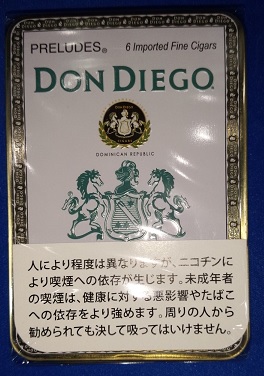 PRELUDES® 6 Imported Fine Cigars
DON DIEGO
DOMINICAN REPUBLIC
人により程度は異なりますが、ニコチンに
より喫煙への依存が生じます。未成年者
の喫煙は、健康に対する悪影響やたばこ
への依存をより強めます。周りの人から
勧められても決して吸ってはいけません。